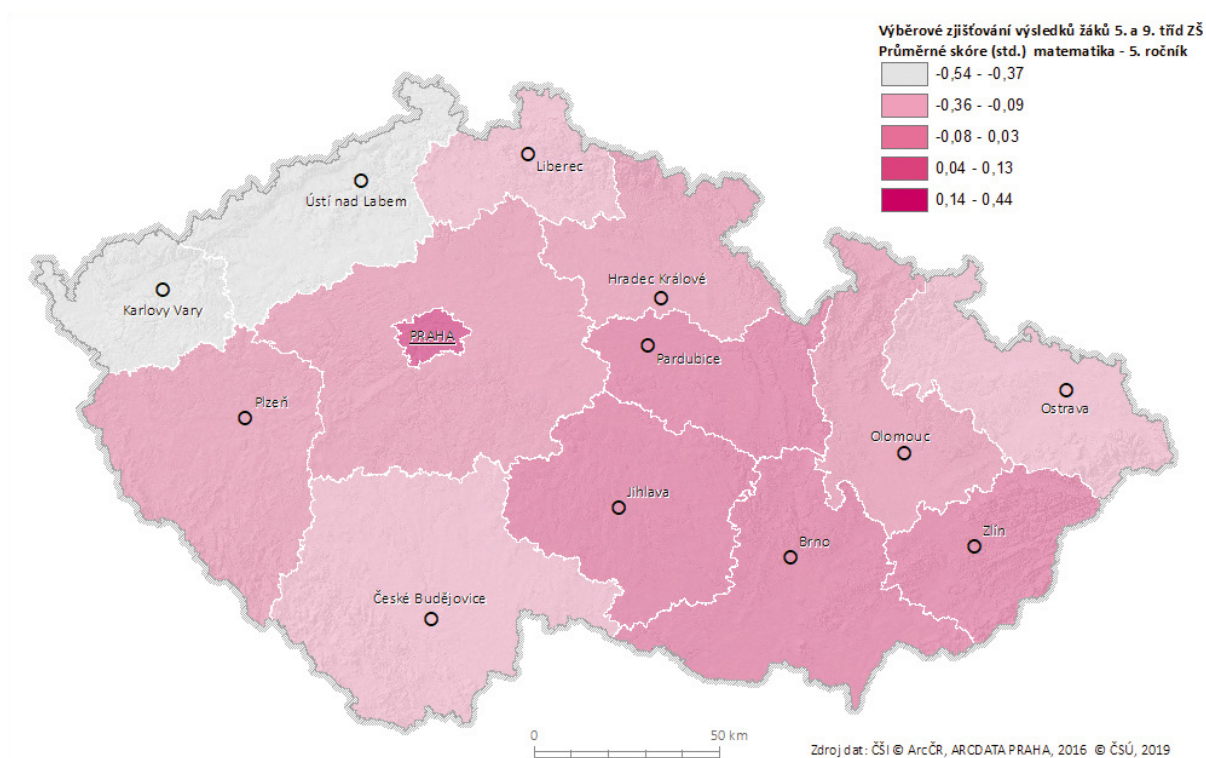 Výběrové zjišťování výsledků žáků 5. a 9. tříd ZŠ
Průměrné skóre (std.) matematika - 5. ročník
-0,54 - -0,37
-0,36 - -0,09
-0,08 - 0,03
0,04 - 0,13
0,14 - 0,44
Liberec
Ústí nad Labem
Hradec Králové
Karlovy Vary
PRAHA
Pardubice
Plzeň
Ostrava
Olomouc
Jihlava
Zlín
Brno
České Budějovice
0 50 km
Zdroj dat: ČŠI © ArcČR, ARCDATA PRAHA, 2016 © ČSÚ, 2019